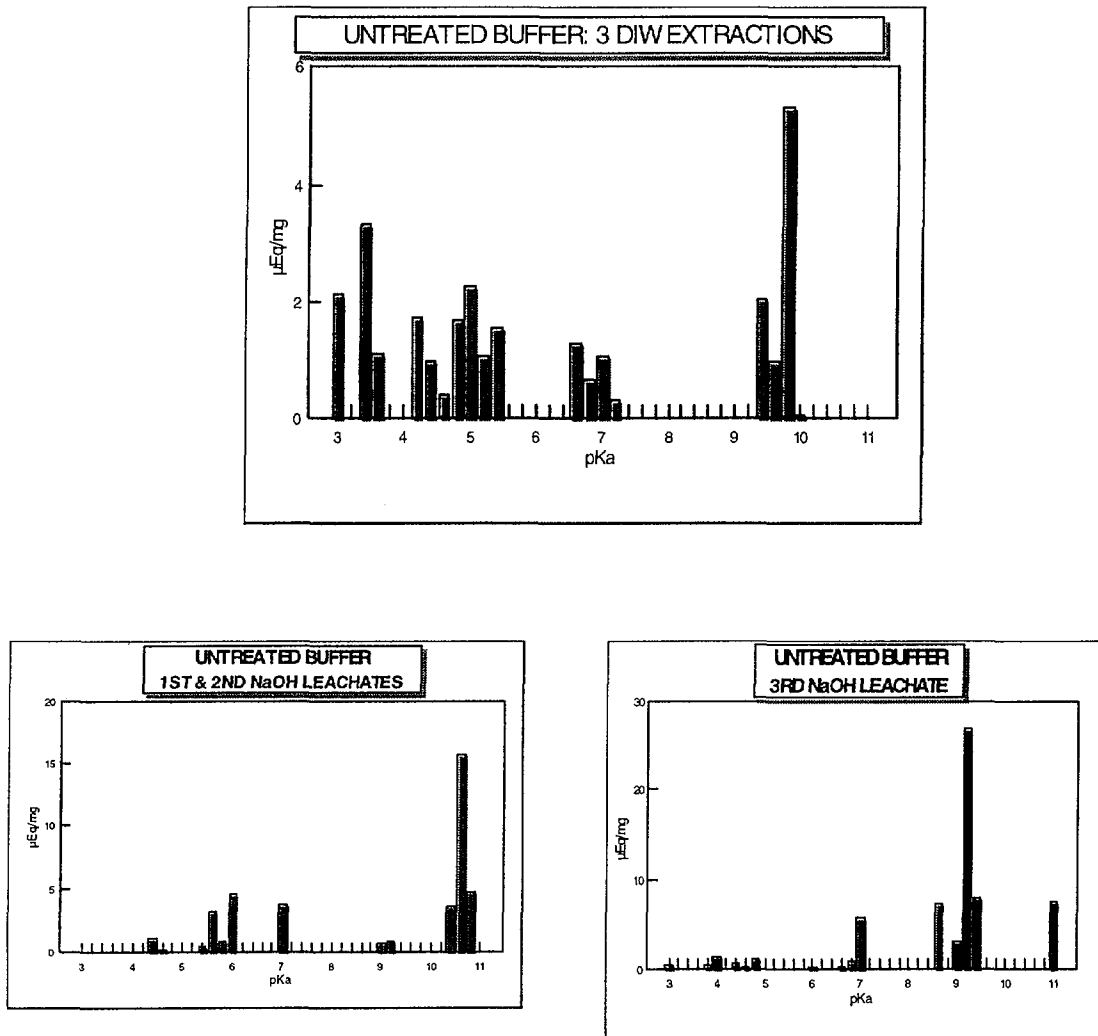 UNTREATED BUFFER: 3 DIW EXTRACTIONS
6
4
2
0
µEq/mg
3 4 5 6 7 8 9 10 11
pKa
UNTREATED BUFFER
1ST & 2ND NaOH LEACHATES
20
15
10
5
0
µEq/mg
3 4 5 6 7 8 9 10 11
pKa
UNTREATED BUFFER
3RD NaOH LEACHATE
30
20
10
0
µEq/mg
3 4 5 6 7 8 9 10 11
pKa